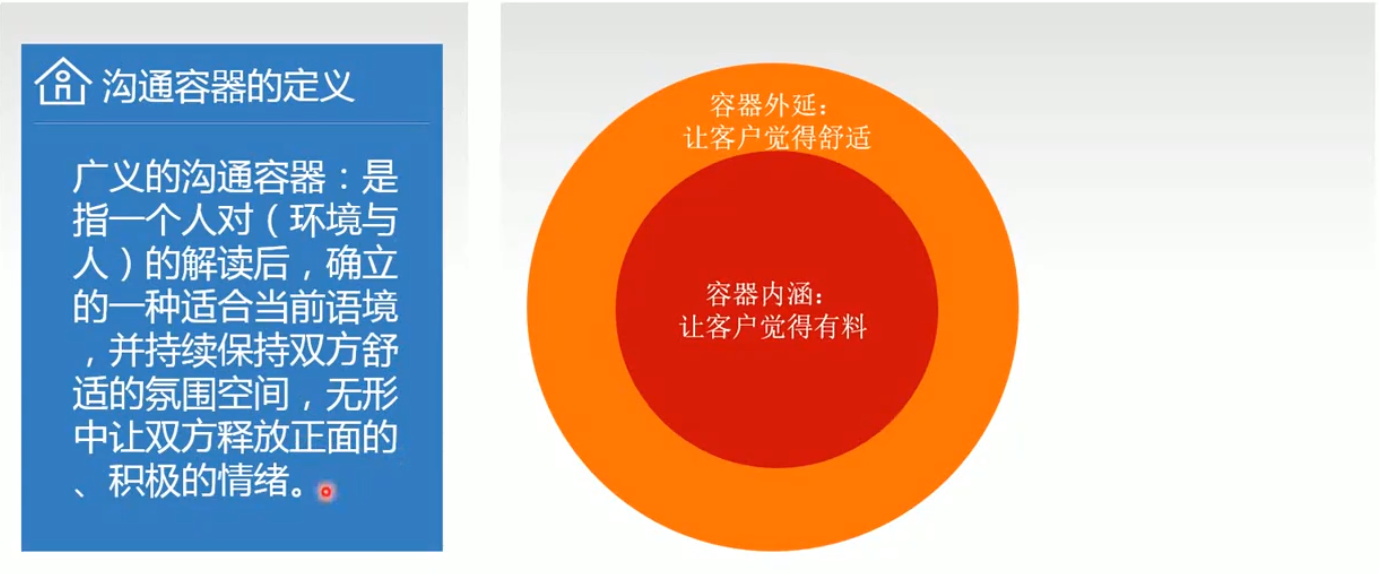 沟通容器的定义
广义的沟通容器：是
指一个人对（环境与
人）的解读后，确立
的一种适合当前语境
，并持续保持双方舒
适的氛围空间，无形
中让双方释放正面的
、积极的情绪。
容器外延：
让客户觉得舒适
容器内涵：
让客户觉得有料